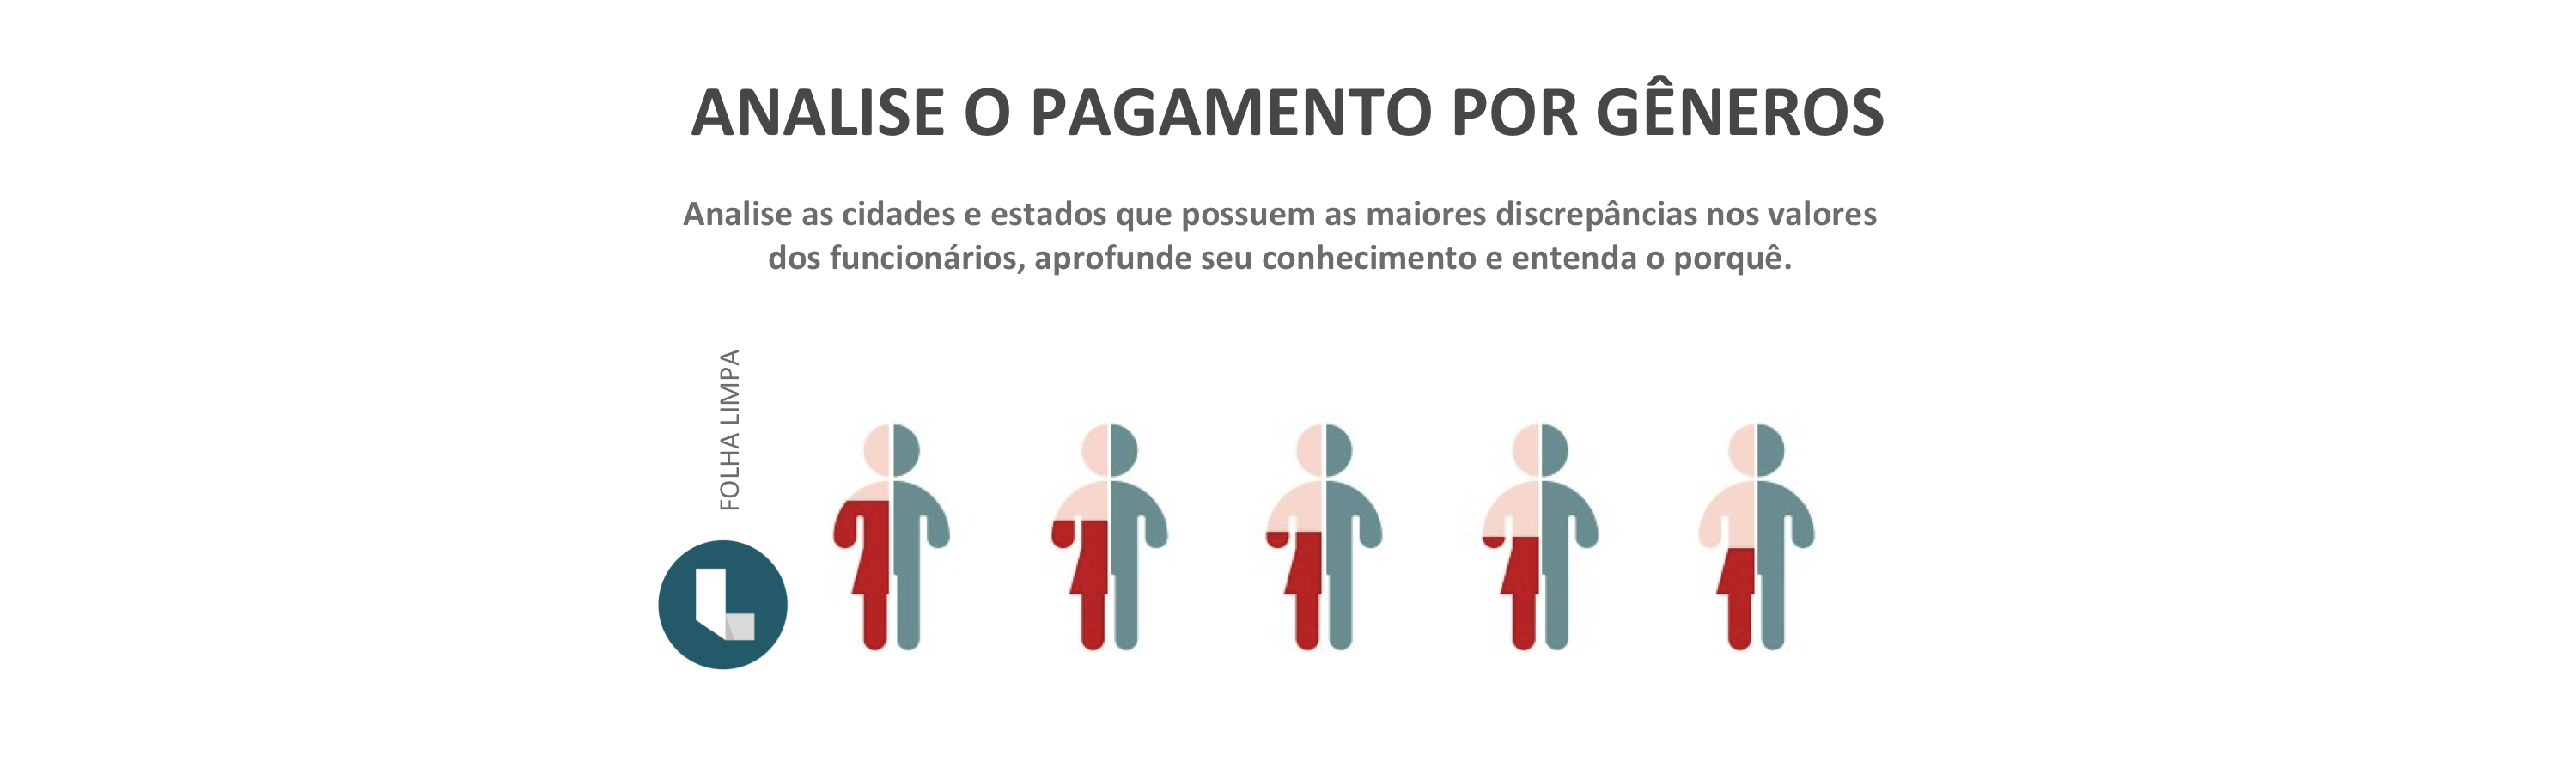 ANALISE O PAGAMENTO POR GÊNEROS
Analise as cidades e estados que possuem as maiores discrepâncias nos valores
dos funcionários, aprofunde seu conhecimento e entenda o porquê.
FOLHA LIMPA